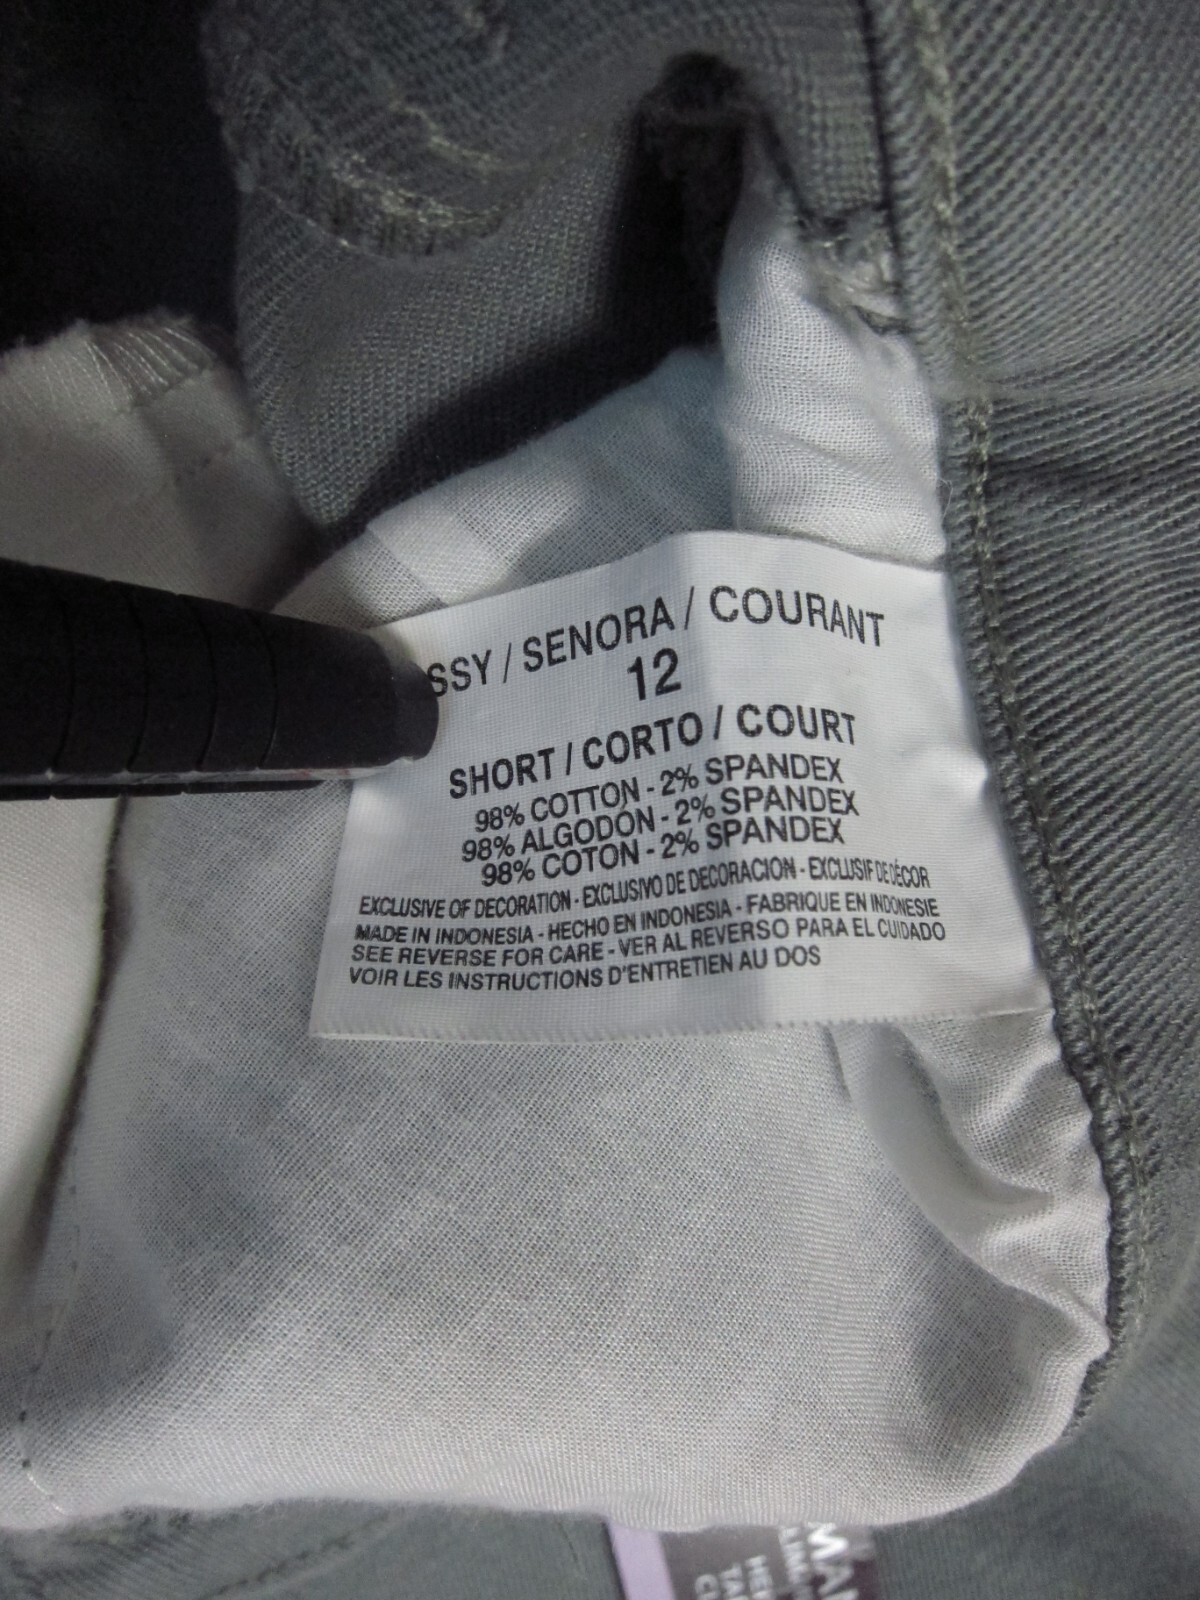 SSY / SENORA / COURANT
12
SHORT / CORTO / COURT
98% COTTON - 2% SPANDEX
98% ALGODÓN - 2% SPANDEX
98% COTON - 2% SPANDEX
EXCLUSIVE OF DECORATION - EXCLUSIVO DE DECORACION - EXCLUSIF DE DÉCOR
MADE IN INDONESIA - HECHO EN INDONESIA - FABRIQUE EN INDONESIE
SEE REVERSE FOR CARE - VER AL REVERSO PARA EL CUIDADO
VOIR LES INSTRUCTIONS D'ENTRETIEN AU DOS